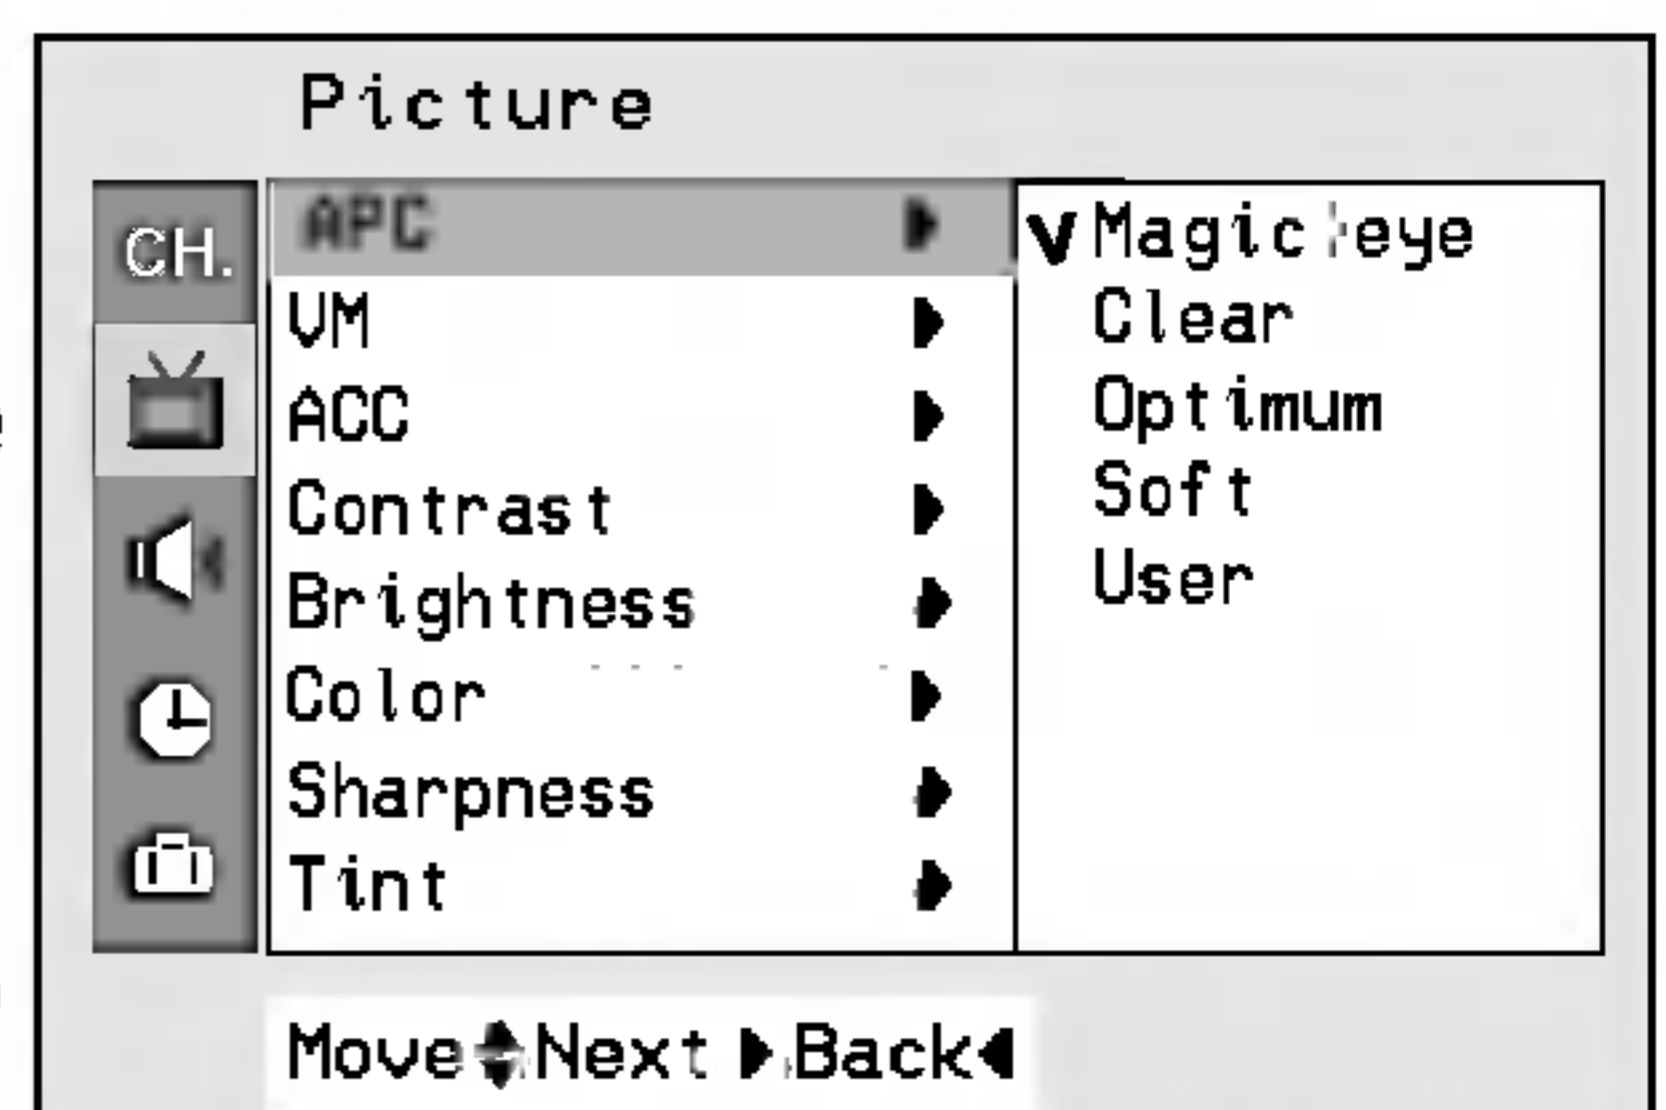 Picture
CH.
APC
VM
ACC
Contrast
Brightness
Color
Sharpness
Tint
Magic eye
Clear
Optimum
Soft
User
Move Next Back